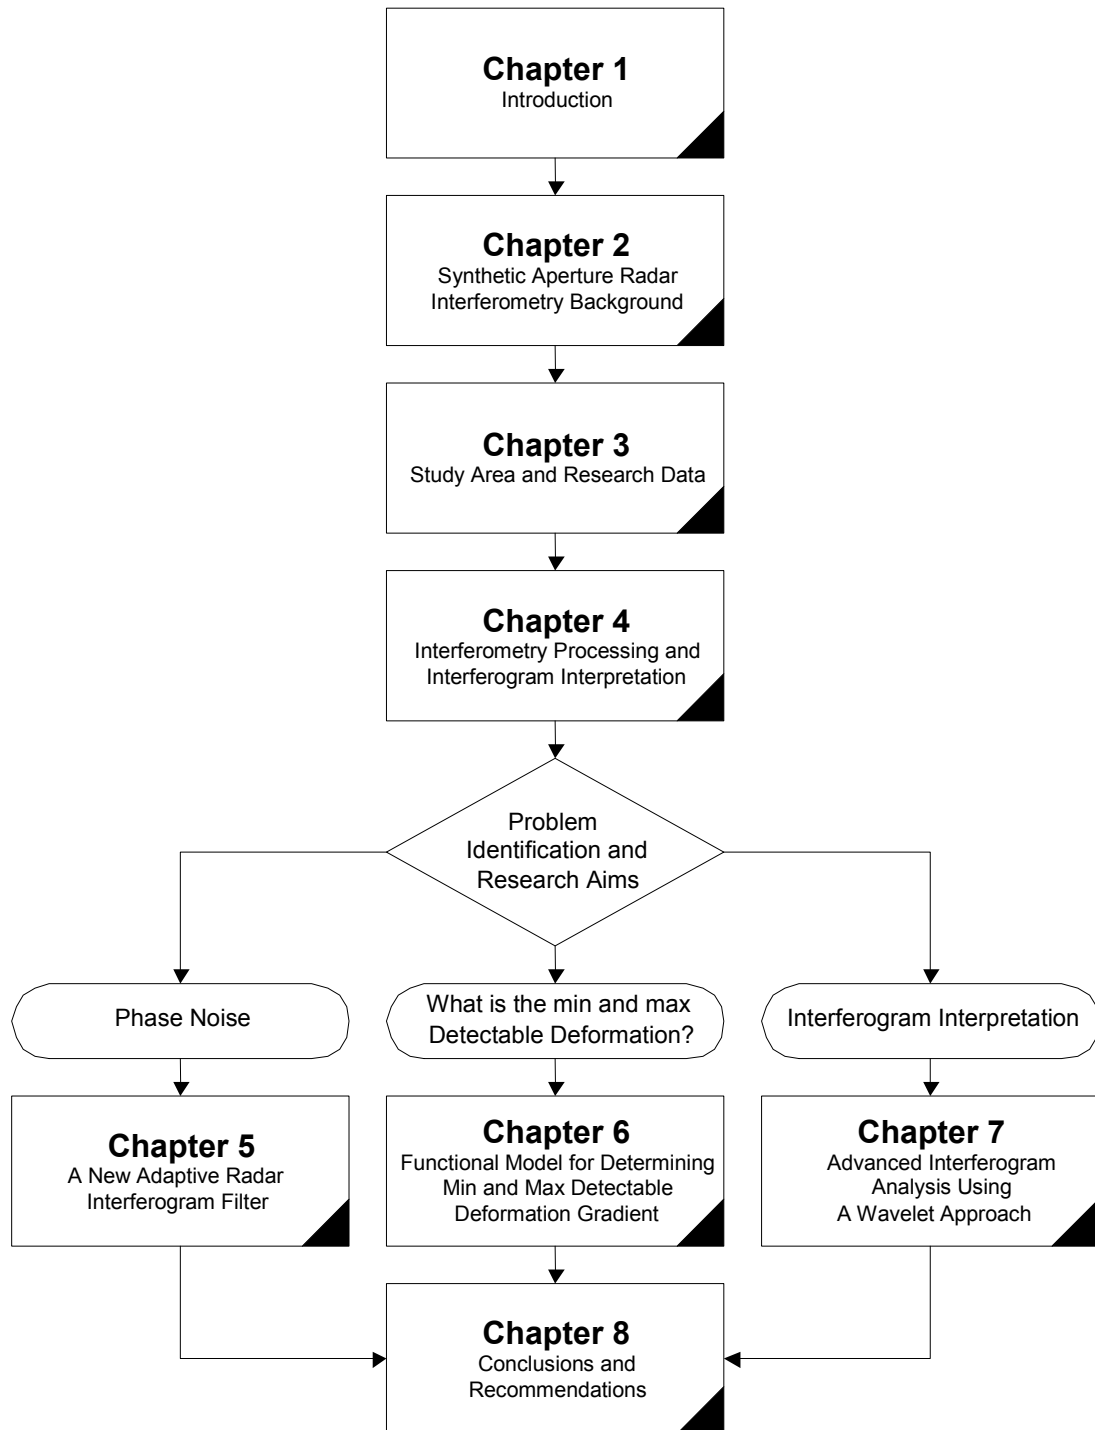 Chapter 1
Introduction
Chapter 2
Synthetic Aperture Radar
Interferometry Background
Chapter 3
Study Area and Research Data
Chapter 4
Interferometry Processing and
Interferogram Interpretation
Problem
Identification and
Research Aims
Phase Noise
What is the min and max
Detectable Deformation?
Interferogram Interpretation
Chapter 5
A New Adaptive Radar
Interferogram Filter
Chapter 6
Functional Model for Determining
Min and Max Detectable
Deformation Gradient
Chapter 7
Advanced Interferogram
Analysis Using
A Wavelet Approach
Chapter 8
Conclusions and
Recommendations